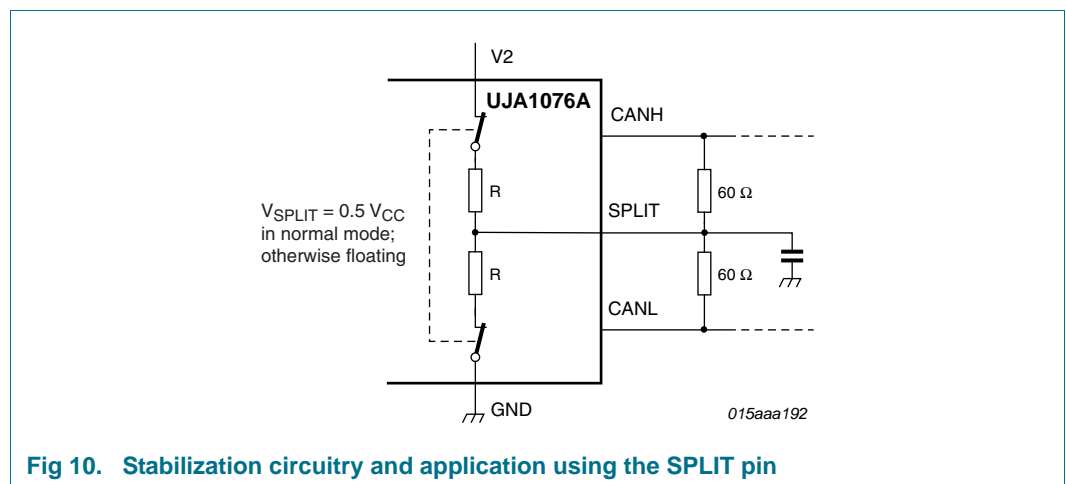 V2
UJA1076A
CANH
R
60 Ω
VSPLIT = 0.5 VCC
in normal mode;
otherwise floating
SPLIT
R
60 Ω
CANL
GND
015aaa192
Fig 10. Stabilization circuitry and application using the SPLIT pin